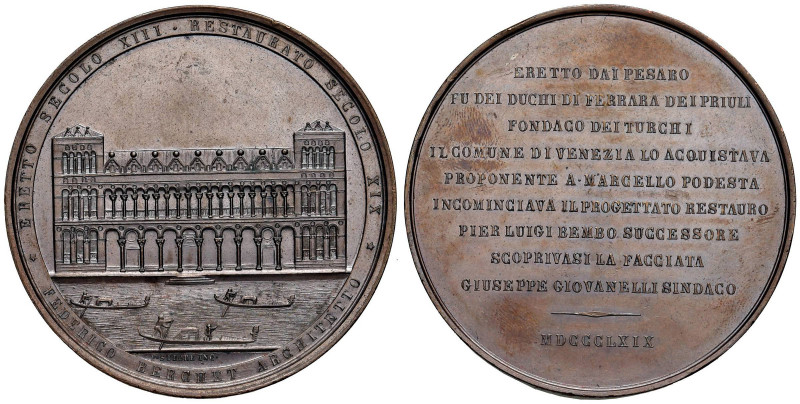 ERETTO SECOLO XIII · RESTAURATO SECOLO XIX
FEDERICO BERCHET ARCHITETTO
ERETTO DAI PESARO
FU DEI DUCHI DI FERRARA DEI PRIULI
FONDACO DEI TURCHI
IL COMUNE DI VENEZIA LO ACQUISTAVA
PROPONENTE A· MARCELLO PODESTA
INCOMINCIAVA IL PROGETTATO RESTAURO
PIER LUIGI BEMBO SUCCESSORE
SCOPRIVASI LA FACCIATA
GIUSEPPE GIOVANELLI SINDACO
MDCCCLXIX